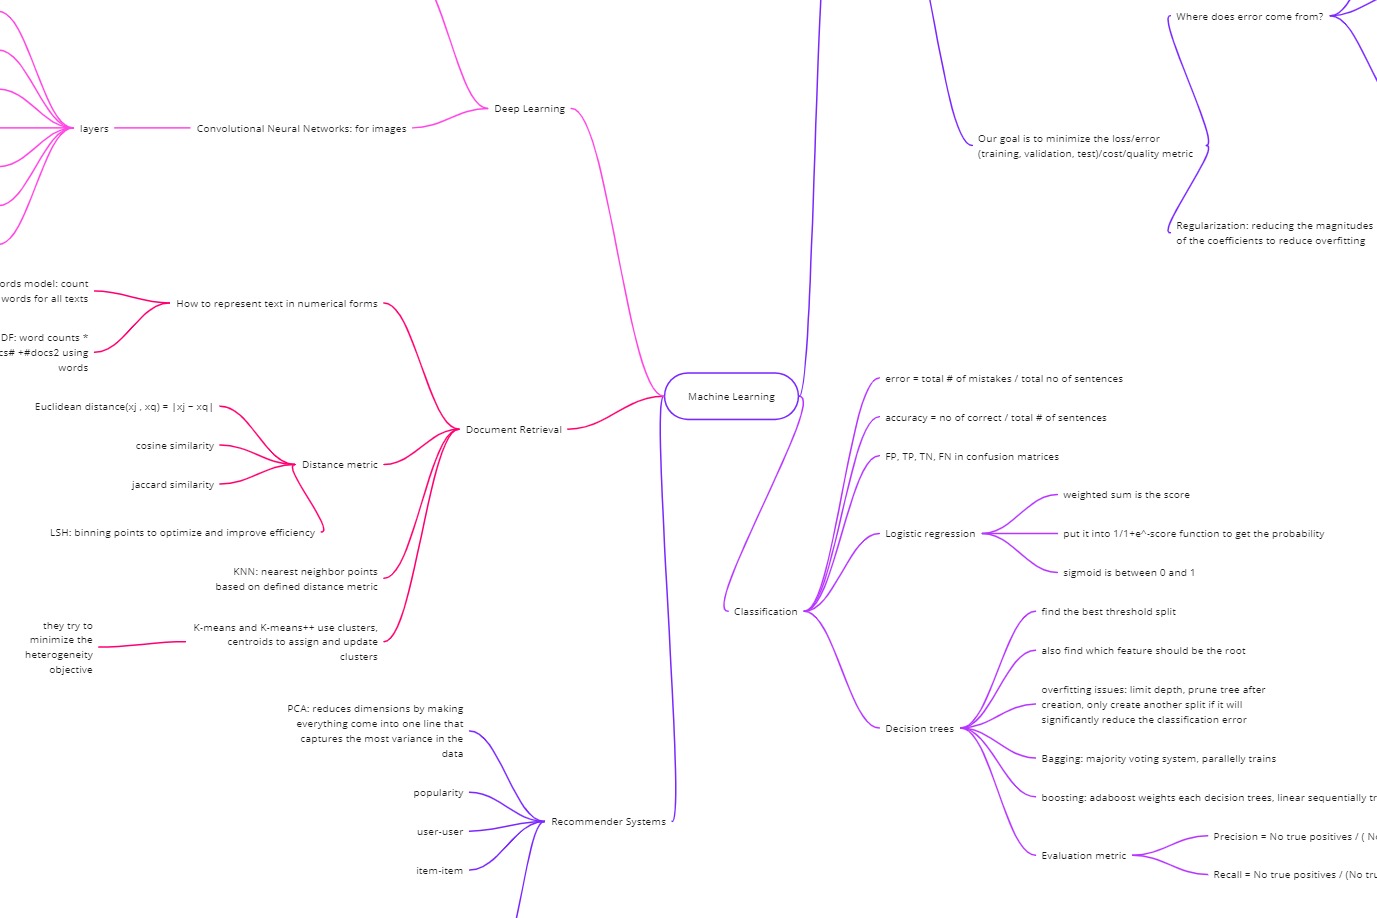 Where does error come from?
Deep Learning
layers
Convolutional Neural Networks: for images
Our goal is to minimize the loss/error
(training, validation, test)/cost/quality metric
Regularization: reducing the magnitudes
of the coefficients to reduce overfitting
model: count
words for all texts
How to represent text in numerical forms
word counts *
+#docs2 using
words
Machine Learning
Euclidean distance(xj , xq) = |xj − xq|
cosine similarity
jaccard similarity
Distance metric
Document Retrieval
LSH: binning points to optimize and improve efficiency
KNN: nearest neighbor points
based on defined distance metric
K-means and K-means++ use clusters,
centroids to assign and update
clusters
they try to
minimize the
heterogeneity
objective
PCA: reduces dimensions by making
everything come into one line that
captures the most variance in the
data
popularity
user-user
item-item
Recommender Systems
error = total # of mistakes / total no of sentences
accuracy = no of correct / total # of sentences
FP, TP, TN, FN in confusion matrices
Logistic regression
weighted sum is the score
put it into 1/1+e^-score function to get the probability
sigmoid is between 0 and 1
Classification
Decision trees
find the best threshold split
also find which feature should be the root
overfitting issues: limit depth, prune tree after
creation, only create another split if it will
significantly reduce the classification error
Bagging: majority voting system, parallelly trains
boosting: adaboost weights each decision trees, linear sequentially
Evaluation metric
Precision = No true positives / (
Recall = No true positives / (No